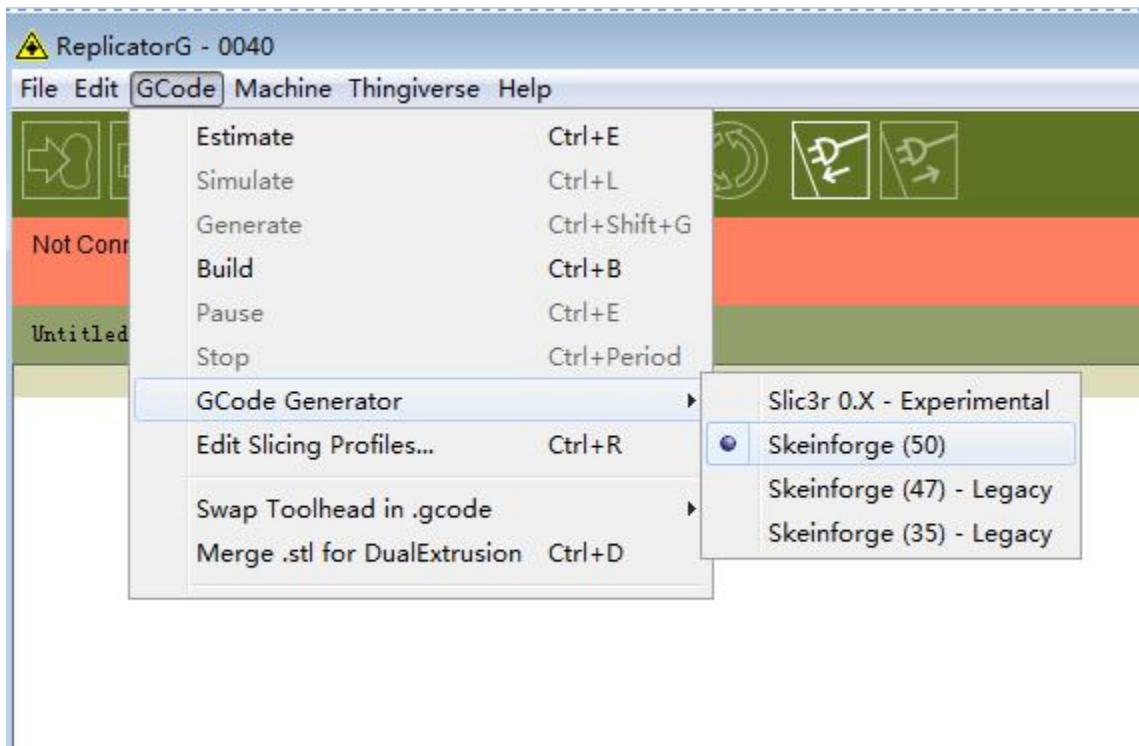 ReplicatorG - 0040
File Edit GCode Machine Thingiverse Help
Estimate Ctrl+E
Simulate Ctrl+L
Generate Ctrl+Shift+G
Not Conn
Build Ctrl+B
Pause Ctrl+E
Untitled
Stop Ctrl+Period
GCode Generator
Slic3r 0.X - Experimental
Edit Slicing Profiles... Ctrl+R
Skeinforge (50)
Skeinforge (47) - Legacy
Swap Toolhead in .gcode
Skeinforge (35) - Legacy
Merge .stl for DualExtrusion Ctrl+D